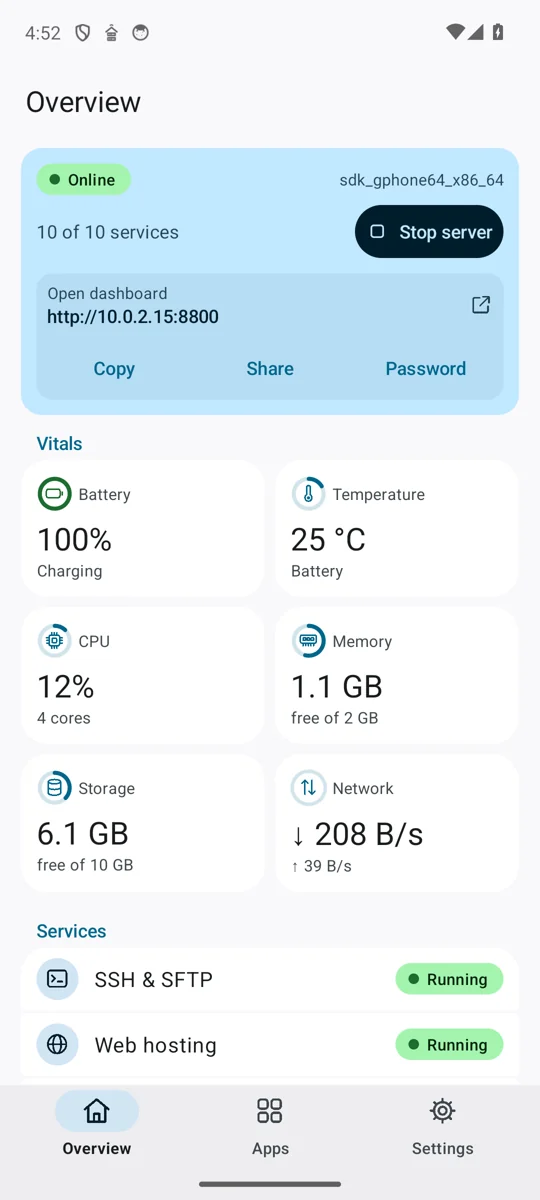 4:52
Overview
Online
sdk_gphone64_x86_64
10 of 10 services
Stop server
Open dashboard
http://10.0.2.15:8800
Copy
Share
Password
Vitals
Battery
100%
Charging
Temperature
25 °C
Battery
CPU
12%
4 cores
Memory
1.1 GB
free of 2 GB
Storage
6.1 GB
free of 10 GB
Network
↓ 208 B/s
↑ 39 B/s
Services
SSH & SFTP
Running
Web hosting
Running
Overview
Apps
Settings